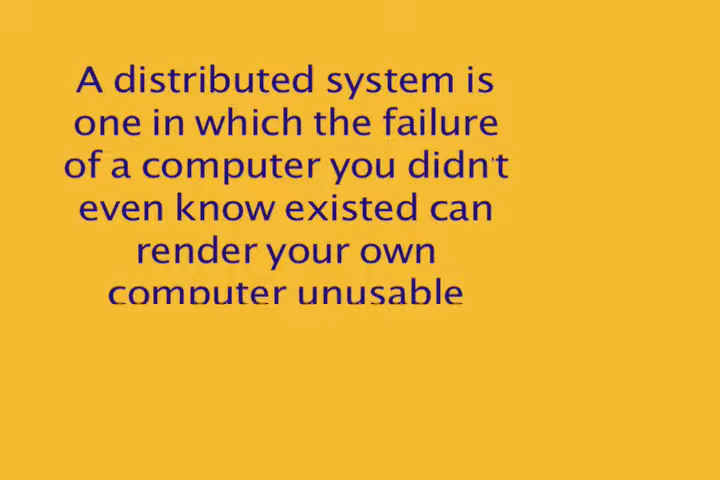 A distributed system is
one in which the failure
of a computer you didn't
even know existed can
render your own
computer unusable